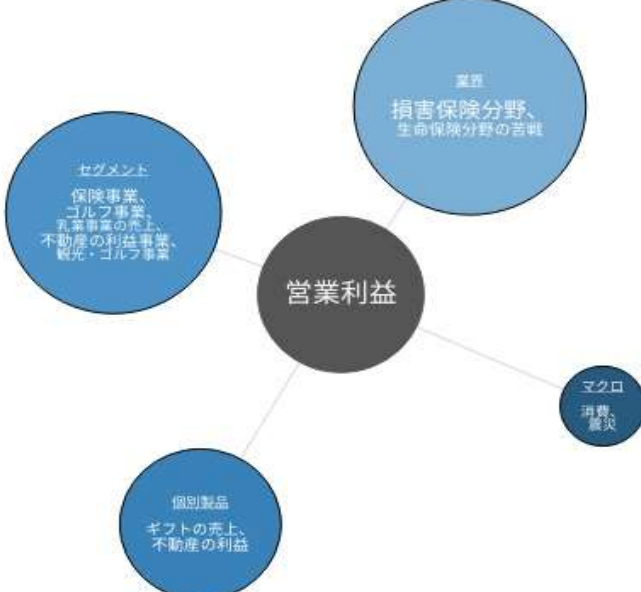 業界
損害保険分野、
生命保険分野の苦戦
セグメント
保険事業、
ゴルフ事業、
乳業事業の売上、
不動産の利益事業、
観光・ゴルフ事業
営業利益
マクロ
消費、
震災
個別製品
ギフトの売上、
不動産の利益